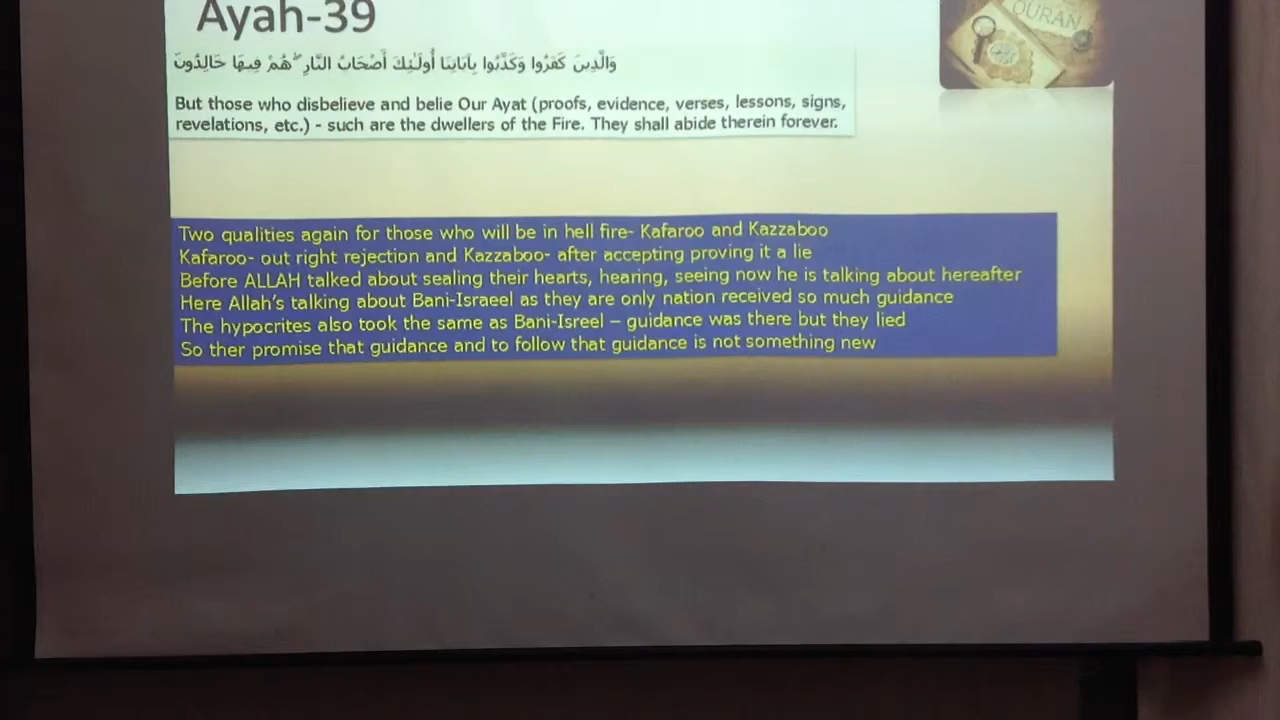 Ayah-39
QURAN
وَالَّذِينَ كَفَرُوا وَكَذَّبُوا بِآيَاتِنَا أُولَٰئِكَ أَصْحَابُ النَّارِ ۖ هُمْ فِيهَا خَالِدُونَ
But those who disbelieve and belie Our Ayat (proofs, evidence, verses, lessons, signs,
revelations, etc.) - such are the dwellers of the Fire. They shall abide therein forever.
Two qualities again for those who will be in hell fire- Kafaroo and Kazzaboo
Kafaroo- out right rejection and Kazzaboo- after accepting proving it a lie
Before ALLAH talked about sealing their hearts, hearing, seeing now he is talking about hereafter
Here Allah's talking about Bani-Israeel as they are only nation received so much guidance
The hypocrites also took the same as Bani-Isreel – guidance was there but they lied
So ther promise that guidance and to follow that guidance is not something new